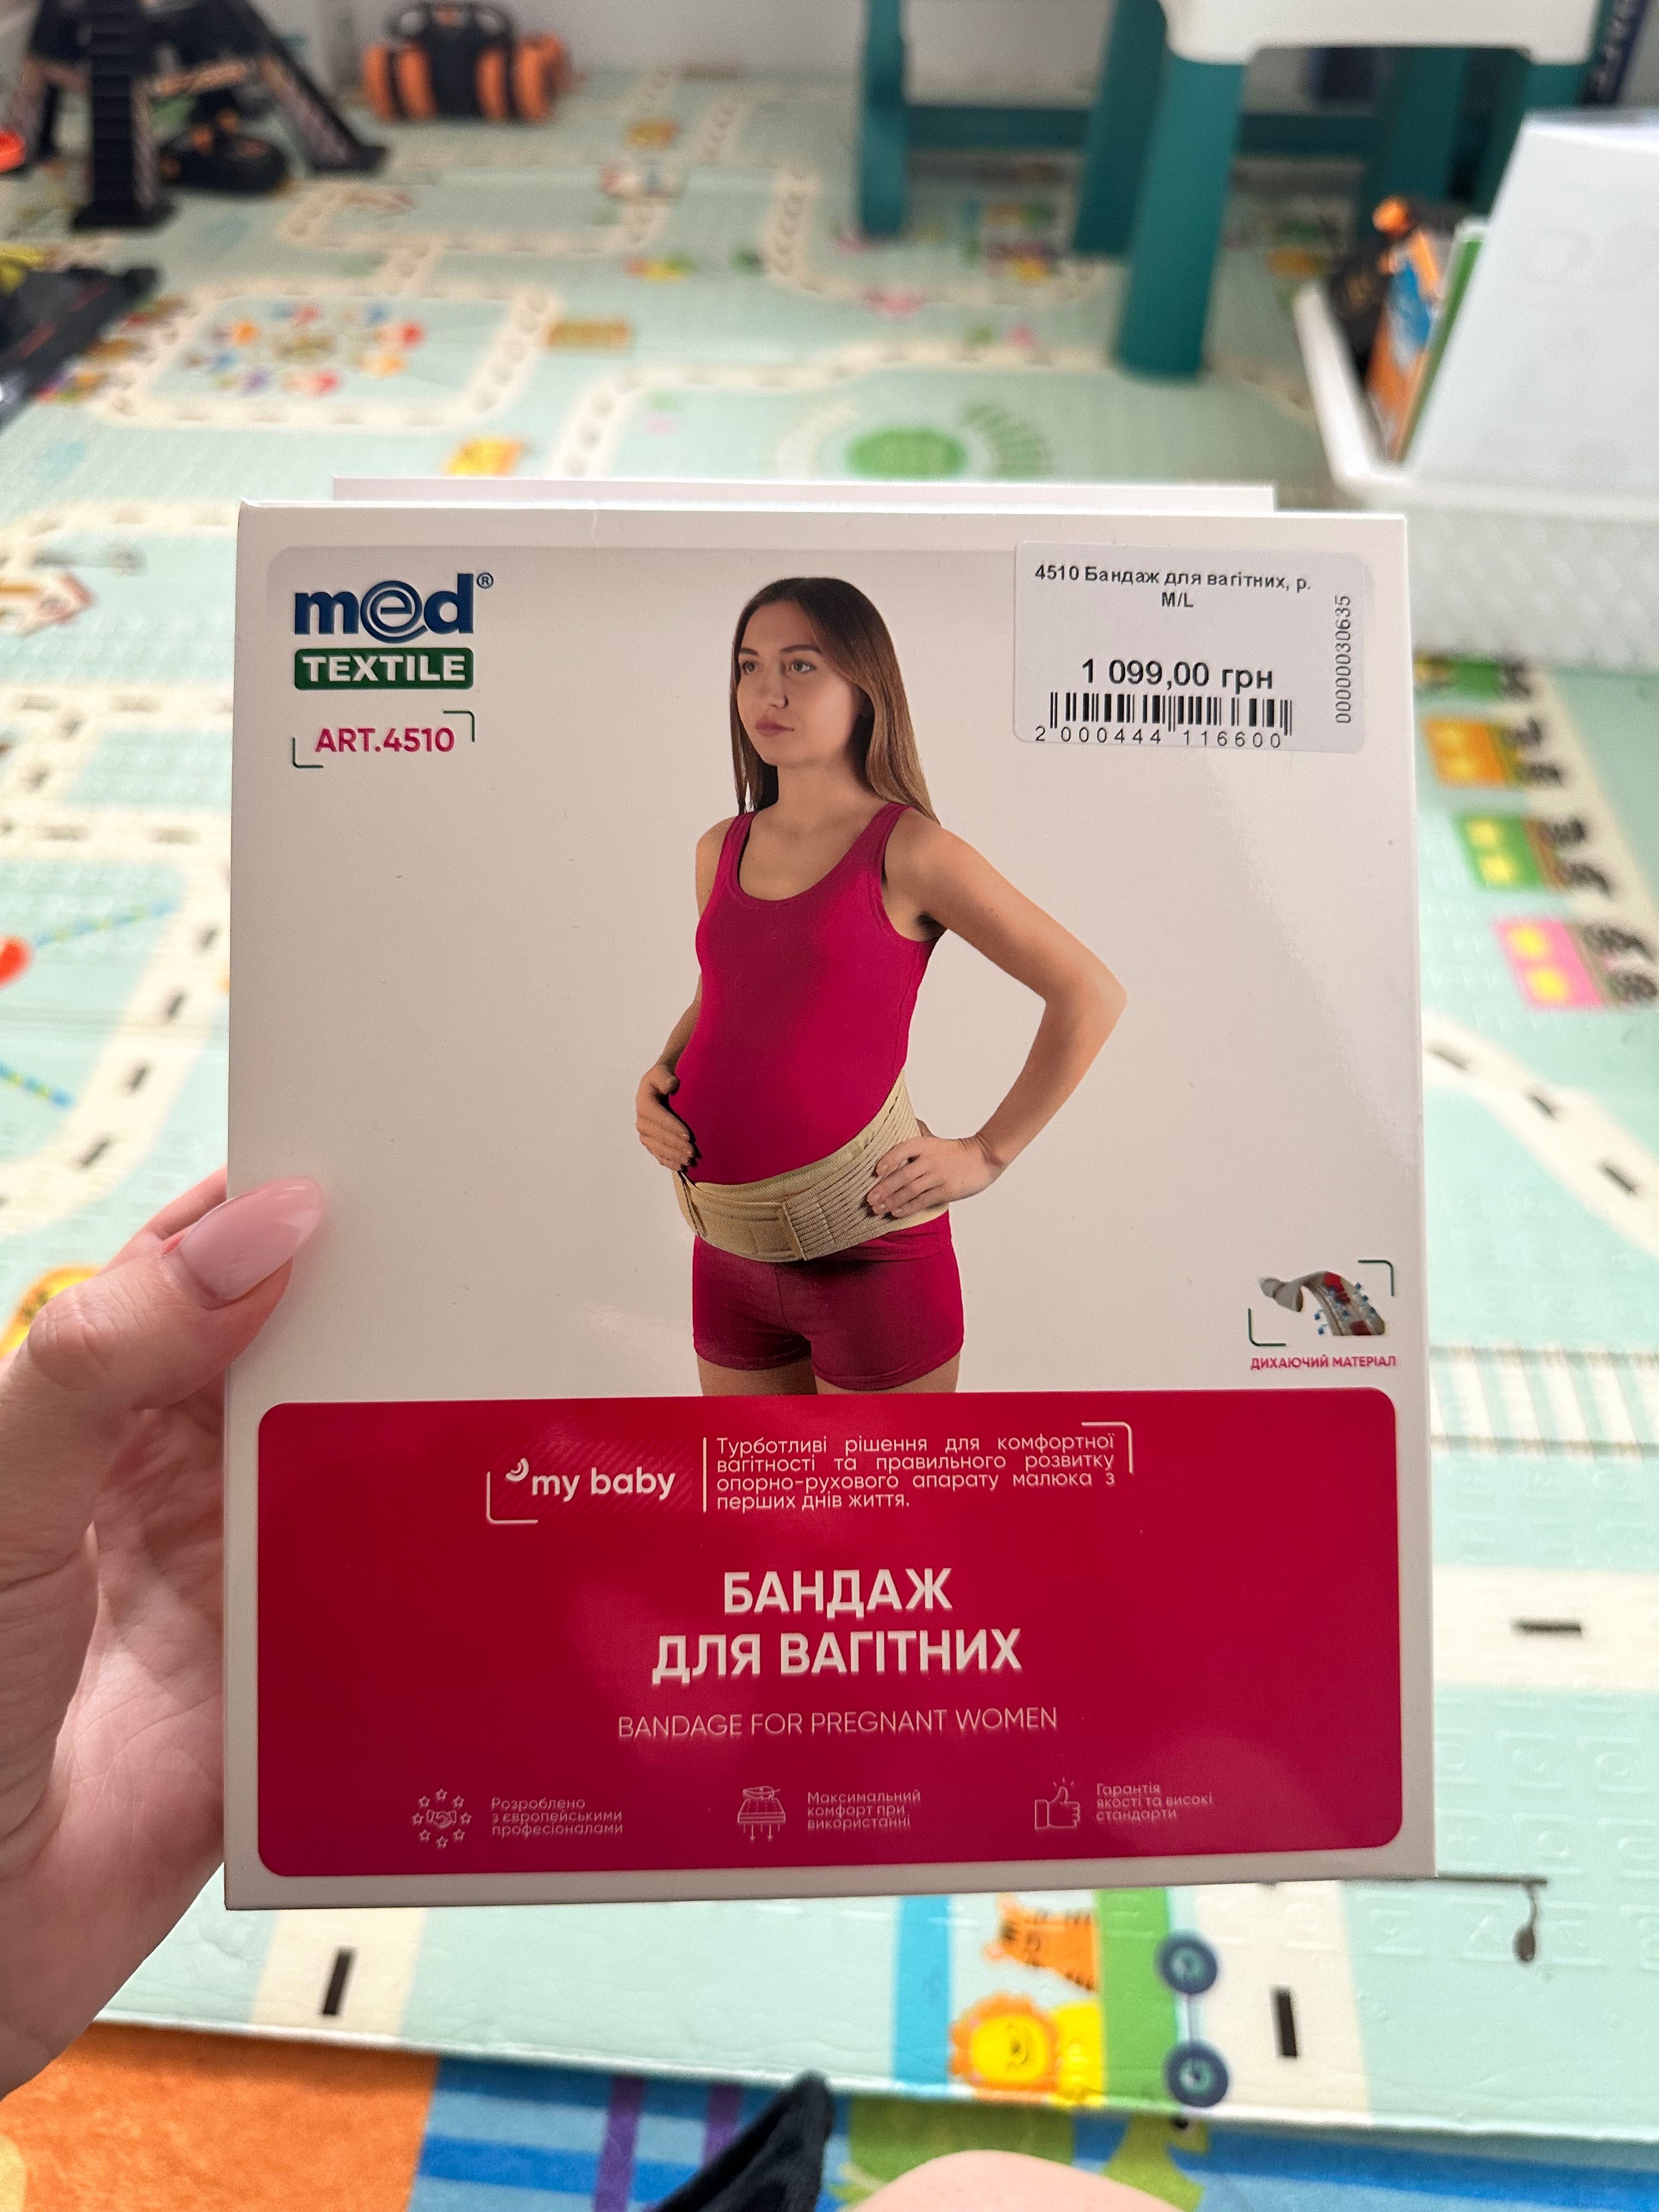 med®
TEXTILE
ART.4510
4510 Бандаж для вагітних, р.
M/L
1 099,00 грн
2 000444 116600
000000030635
ДИХАЮЧИЙ МАТЕРІАЛ
my baby
Турботливі рішення для комфортної
вагітності та правильного розвитку
опорно-рухового апарату малюка з
перших днів життя.
БАНДАЖ
ДЛЯ ВАГІТНИХ
BANDAGE FOR PREGNANT WOMEN
Розроблено
з європейськими
професіоналами
Максимальний
комфорт при
використанні
Гарантія
якості та високі
стандарти